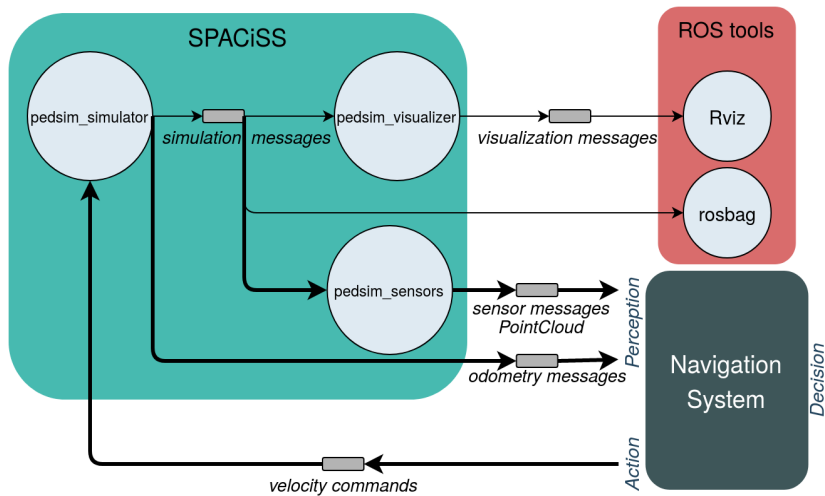 SPACiSS
ROS tools
pedsim_simulator
pedsim_visualizer
Rviz
simulation messages
visualization messages
rosbag
pedsim_sensors
sensor messages
PointCloud
Perception
odometry messages
Navigation
System
Decision
Action
velocity commands